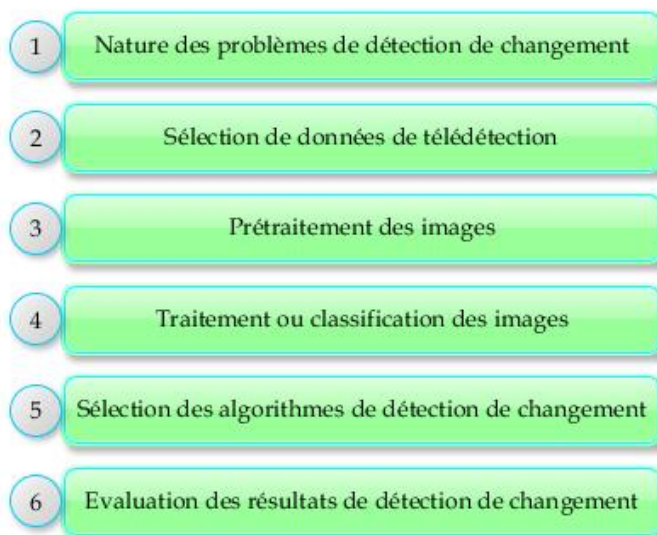 1 Nature des problèmes de détection de changement
2 Sélection de données de télédétection
3 Prétraitement des images
4 Traitement ou classification des images
5 Sélection des algorithmes de détection de changement
6 Evaluation des résultats de détection de changement